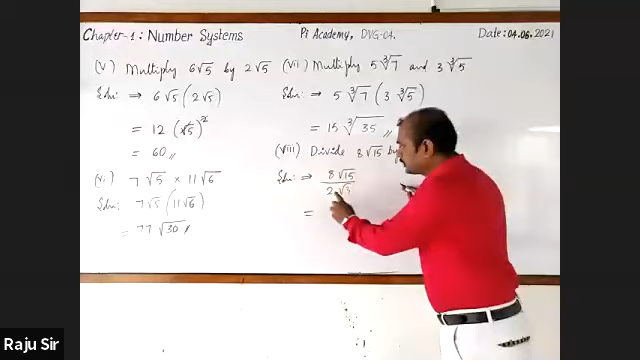 Chapter-1 : Number Systems
Pi Academy, DVG-04.
Date: 04.06.2021
(V) Multiply 6√5 by 2√5
Soln: ⇒ 6√5 (2√5)
= 12 (√5)²
= 60 //
(Vi) 7√5 × 11√6
Soln: 7√5 (11√6)
= 77 √30 //
(Vii) Multiply 5∛7 and 3∛5
Soln: ⇒ 5∛7 (3∛5)
= 15 ∛35 //
(Viii) Divide 8√15 by
Soln: ⇒ 8√15 / 2√3
=
Raju Sir